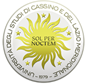 UNIVERSITÀ DEGLI STUDI DI CASSINO E DEL LAZIO MERIDIONALE
SOL PER
NOCTEM